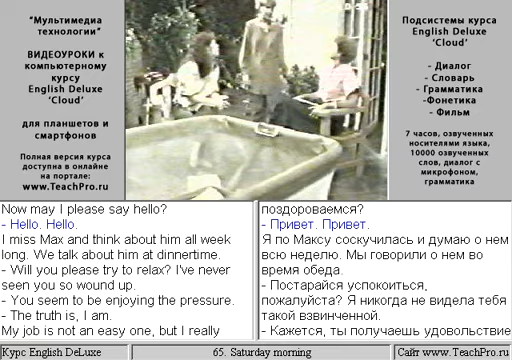 "Мультимедиа
технологии"
ВИДЕОУРОКИ к
компьютерному
курсу
English Deluxe
'Cloud'
для планшетов и
смартфонов
Полная версия курса
доступна в онлайне
на портале:
www.TeachPro.ru
Подсистемы курса
English Deluxe
'Cloud'
- Диалог
- Словарь
- Грамматика
-Фонетика
- Фильм
7 часов, озвученных
носителями языка,
10000 озвученных
слов, диалог с
микрофоном,
грамматика
Now may I please say hello?
- Hello. Hello.
I miss Max and think about him all week
long. We talk about him at dinnertime.
- Will you please try to relax? I've never
seen you so wound up.
- You seem to be enjoying the pressure.
- The truth is, I am.
My job is not an easy one, but I really
поздороваемся?
- Привет. Привет.
Я по Максу соскучилась и думаю о нем
всю неделю. Мы говорили о нем во
время обеда.
- Постарайся успокоиться,
пожалуйста? Я никогда не видела тебя
такой взвинченной.
- Кажется, ты получаешь удовольствие
Курс English DeLuxe
65. Saturday morning
Сайт www.TeachPro.ru